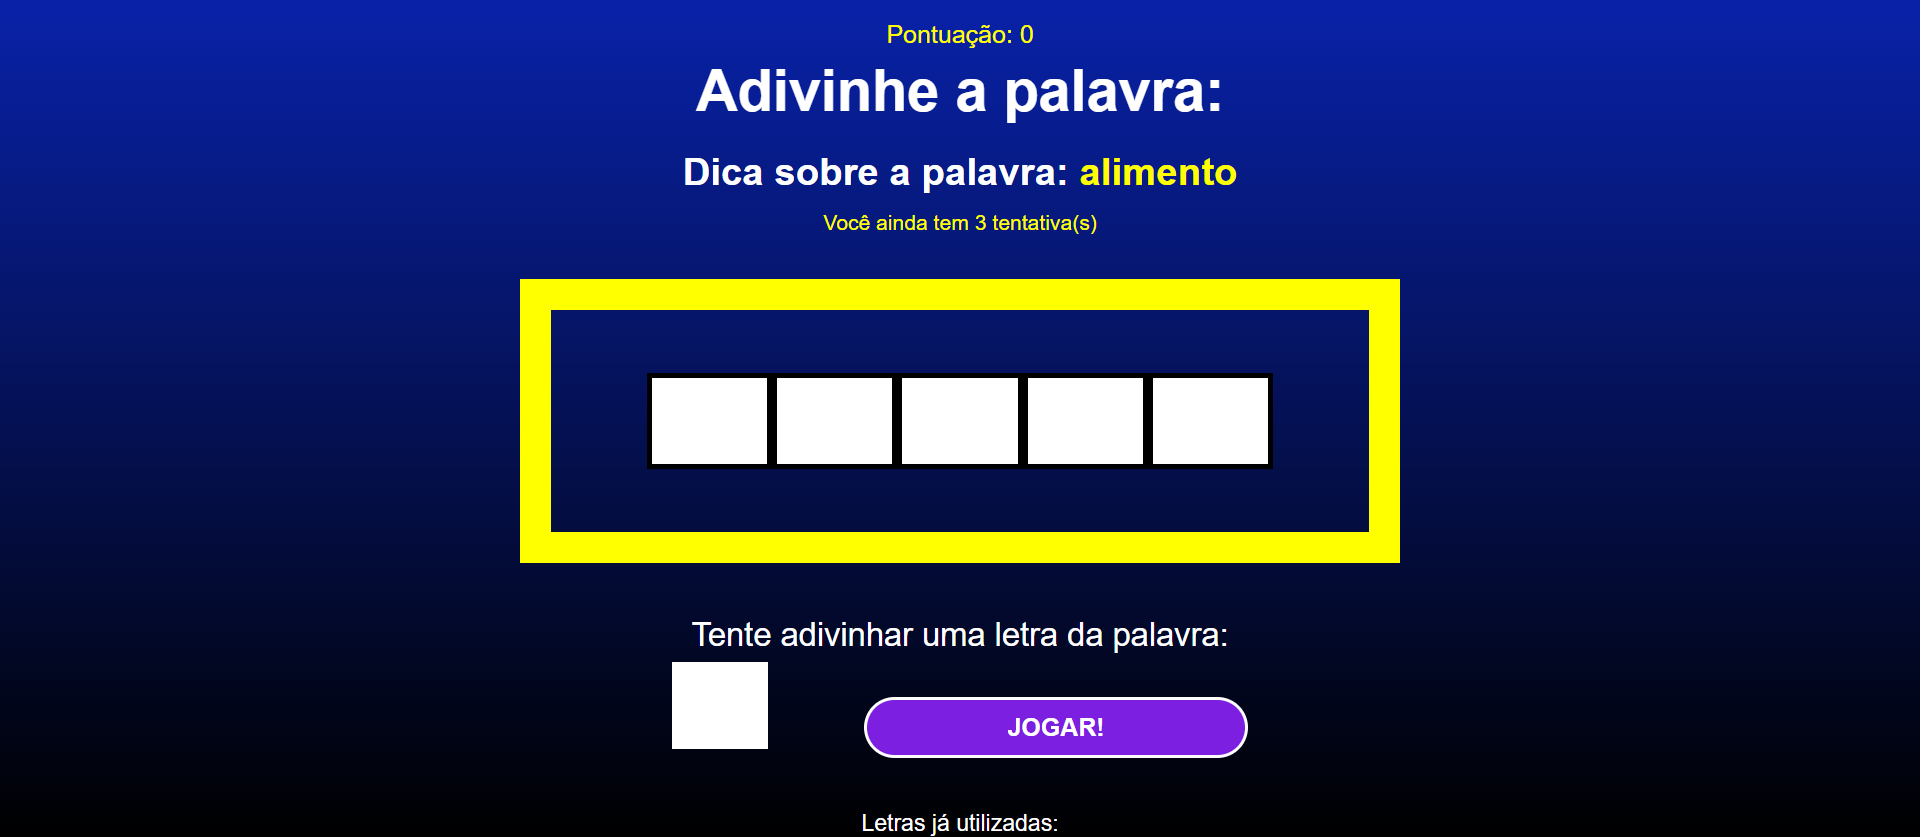 Pontuação: 0
Adivinhe a palavra:
Dica sobre a palavra: alimento
Você ainda tem 3 tentativa(s)
Tente adivinhar uma letra da palavra:
JOGAR!
Letras já utilizadas: